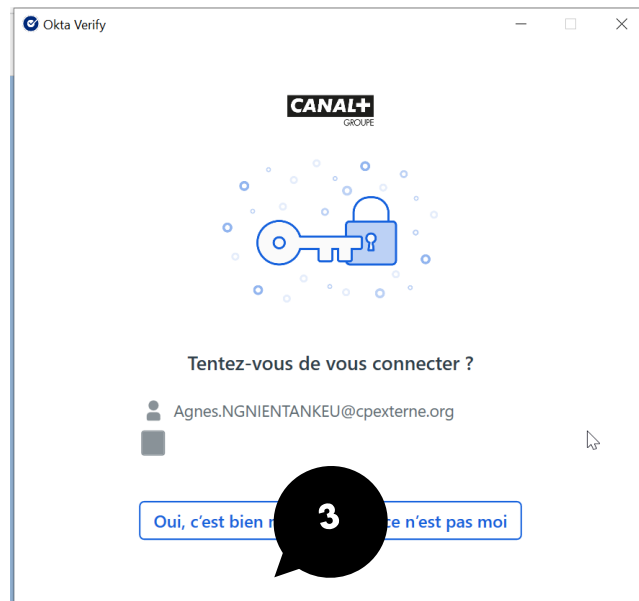 Okta Verify
CANAL+
GROUPE
Tentez-vous de vous connecter ?
Agnes.NGNIENTANKEU@cpexterne.org
Oui, c'est bien 3 ce n'est pas moi